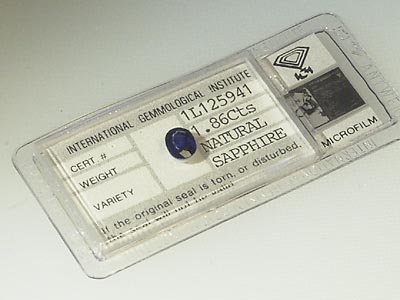 INTERNATIONAL GEMMOLOGICAL INSTITUTE
CERT. # 1L125941
WEIGHT 1.86Cts
VARIETY NATURAL
SAPPHIRE
If the original seal is torn, or disturbed,
MICROFILM